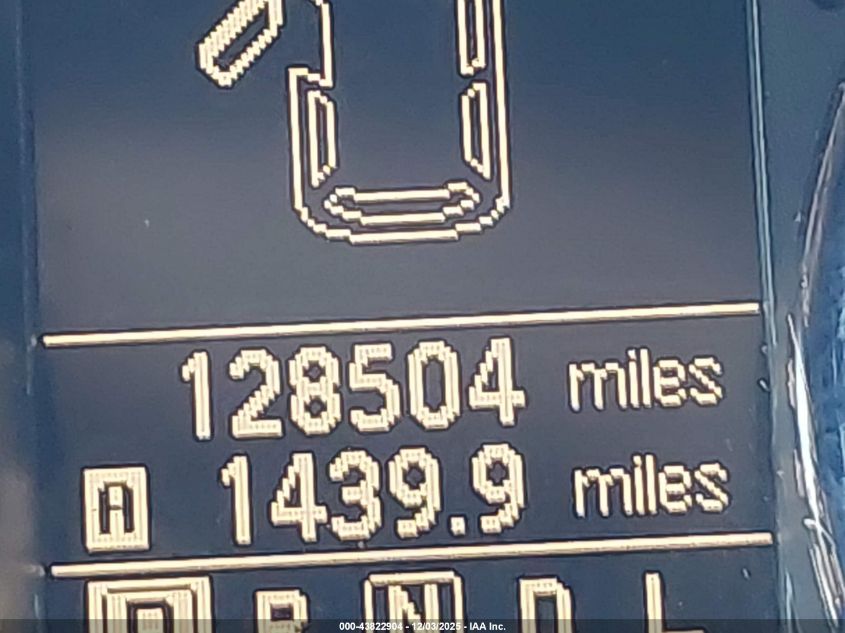 128504 miles
A 1439.9 miles
P R N D L
000-43822904 - 12/03/2025 - IAA Inc.